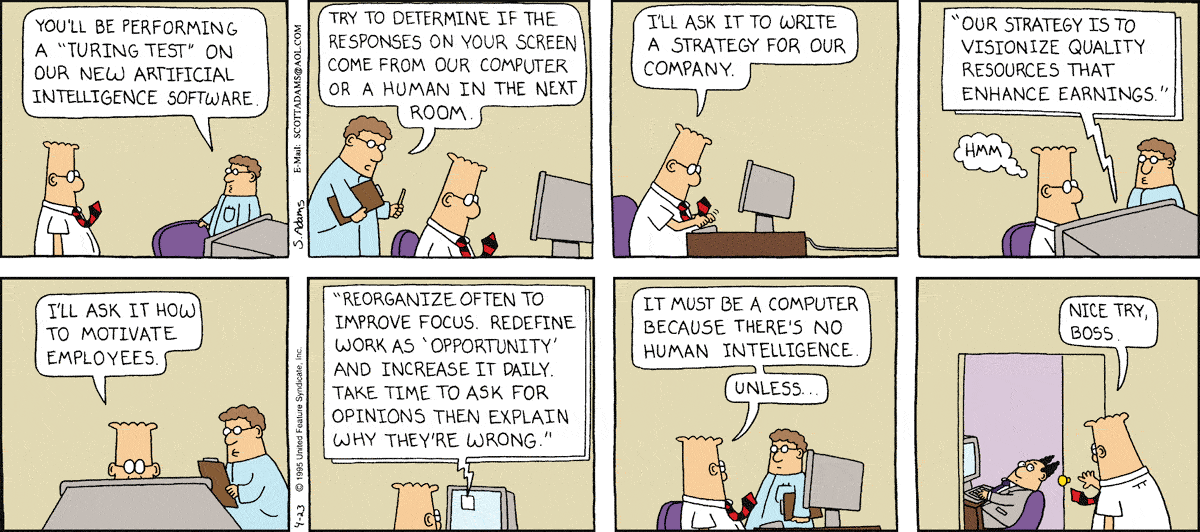 YOU'LL BE PERFORMING
A "TURING TEST" ON
OUR NEW ARTIFICIAL
INTELLIGENCE SOFTWARE.
S.Adams E-Mail: SCOTTADAMS@AOL.COM
TRY TO DETERMINE IF THE
RESPONSES ON YOUR SCREEN
COME FROM OUR COMPUTER
OR A HUMAN IN THE NEXT
ROOM.
I'LL ASK IT TO WRITE
A STRATEGY FOR OUR
COMPANY.
"OUR STRATEGY IS TO
VISIONIZE QUALITY
RESOURCES THAT
ENHANCE EARNINGS."
HMM
I'LL ASK IT HOW
TO MOTIVATE
EMPLOYEES.
4-23 © 1995 United Feature Syndicate, Inc.
"REORGANIZE OFTEN TO
IMPROVE FOCUS. REDEFINE
WORK AS 'OPPORTUNITY'
AND INCREASE IT DAILY.
TAKE TIME TO ASK FOR
OPINIONS THEN EXPLAIN
WHY THEY'RE WRONG."
IT MUST BE A COMPUTER
BECAUSE THERE'S NO
HUMAN INTELLIGENCE.
UNLESS...
NICE TRY,
BOSS.